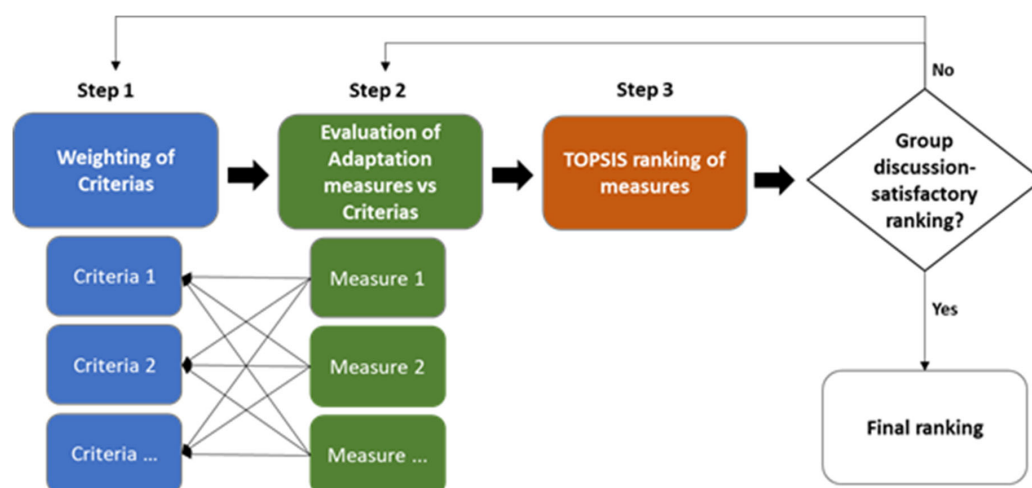 No
Step 1
Step 2
Step 3
Weighting of
Criterias
Evaluation of
Adaptation
measures vs
Criterias
TOPSIS ranking of
measures
Group
discussion-
satisfactory
ranking?
Criteria 1
Measure 1
Criteria 2
Measure 2
Criteria ...
Measure ...
Yes
Final ranking